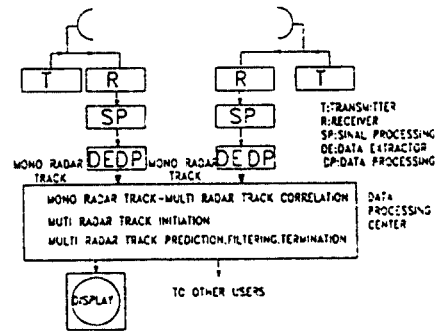 T R R T
SP SP
T:TRANSMITTER
R:RECEIVER
SP:SINAL PROCESSING
DE:DATA EXTRACTOR
DP:DATA PROCESSING
DEDP DEDP
MONO RADAR TRACK
MONO RADAR TRACK
MONO RADAR TRACK-MULTI RADAR TRACK CORRELATION
MUTI RADAR TRACK INITIATION
MULTI RADAR TRACK PREDICTION,FILTERING,TERMINATION
DATA
PROCESSING
CENTER
DISPLAY
TO OTHER USERS